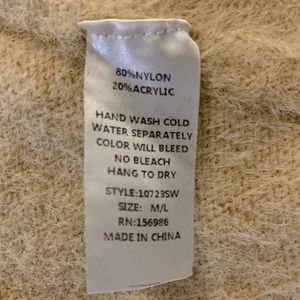 80%NYLON
20%ACRYLIC
HAND WASH COLD
WATER SEPARATELY
COLOR WILL BLEED
NO BLEACH
HANG TO DRY
STYLE:10723SW
SIZE: M/L
RN:156986
MADE IN CHINA